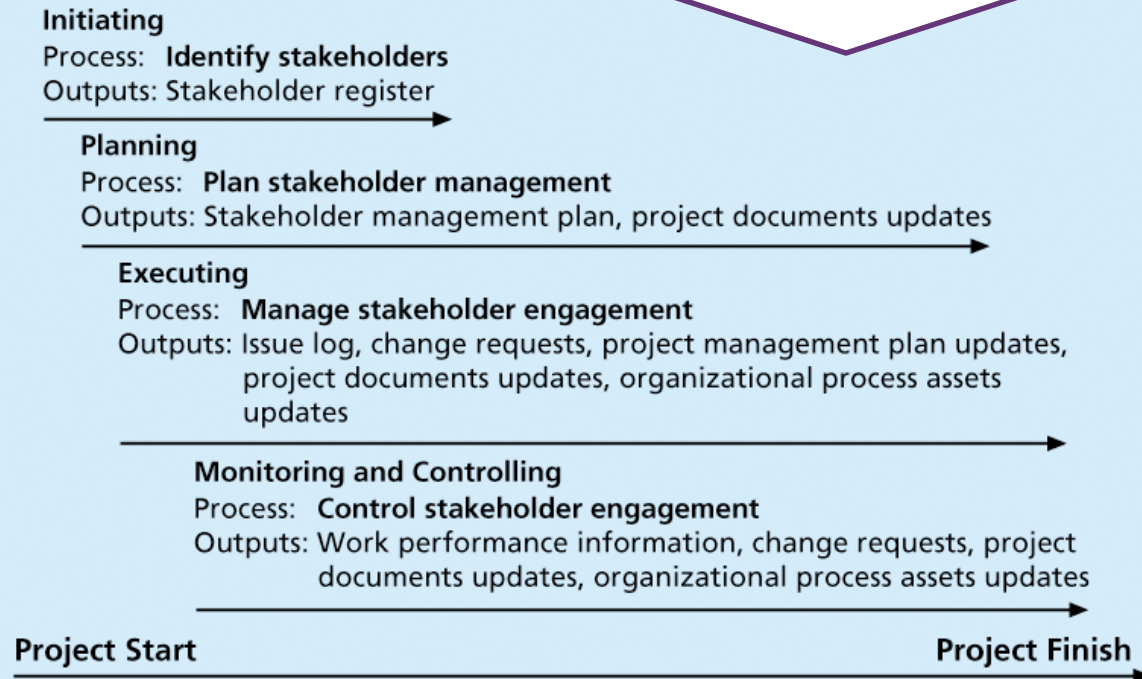 Initiating
Process: Identify stakeholders
Outputs: Stakeholder register
Planning
Process: Plan stakeholder management
Outputs: Stakeholder management plan, project documents updates
Executing
Process: Manage stakeholder engagement
Outputs: Issue log, change requests, project management plan updates,
project documents updates, organizational process assets
updates
Monitoring and Controlling
Process: Control stakeholder engagement
Outputs: Work performance information, change requests, project
documents updates, organizational process assets updates
Project Start Project Finish